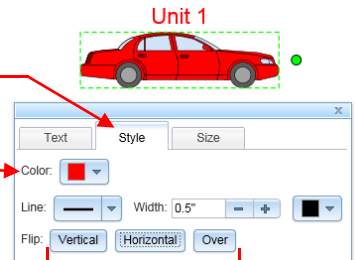 Unit 1
x
Text Style Size
Color:
Line: Width: 0.5"
Flip: Vertical Horizontal Over